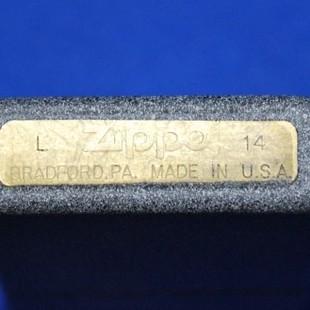 L Zippo 14
BRADFORD,PA. MADE IN U.S.A.